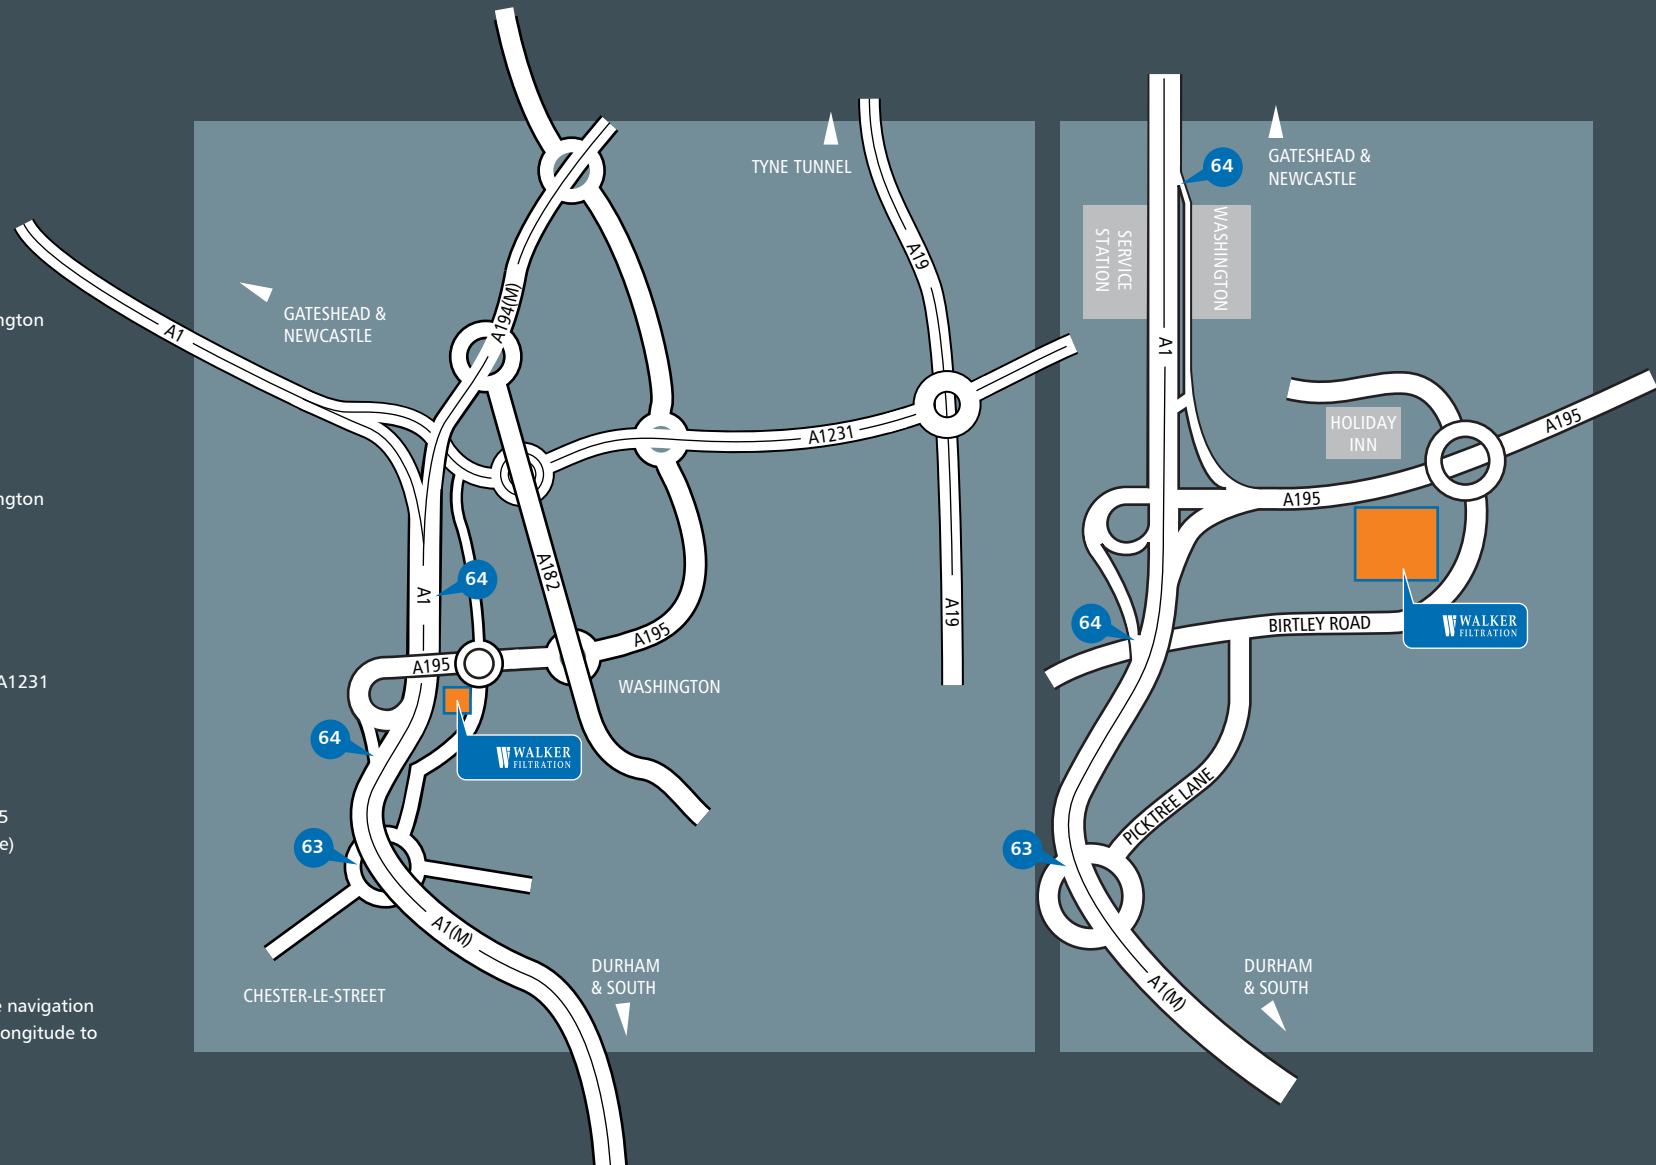 ngton
ngton
A1231
5
e)
e navigation
ongitude to
GATESHEAD &
NEWCASTLE
A1
A194(M)
TYNE TUNNEL
A19
A1231
A182
A1
64
A195
A195
WASHINGTON
A19
64
WALKER
FILTRATION
63
A1(M)
CHESTER-LE-STREET
DURHAM
& SOUTH
64
GATESHEAD &
NEWCASTLE
SERVICE
STATION
WASHINGTON
A1
HOLIDAY
INN
A195
A195
64
BIRTLEY ROAD
WALKER
FILTRATION
PICKTREE LANE
63
A1(M)
DURHAM
& SOUTH